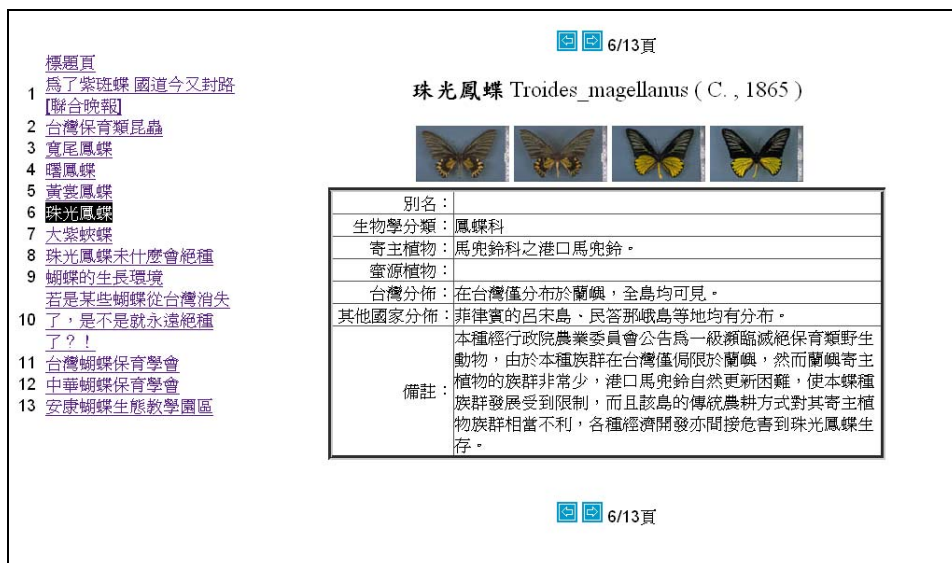 標題頁
1 為了紫斑蝶 國道今又封路
[聯合晚報]
2 台灣保育類昆蟲
3 寬尾鳳蝶
4 曙鳳蝶
5 黃裳鳳蝶
6 珠光鳳蝶
7 大紫蛺蝶
8 珠光鳳蝶未什麼會絕種
9 蝴蝶的生長環境
若是某些蝴蝶從台灣消失
10 了，是不是就永遠絕種
了？！
11 台灣蝴蝶保育學會
12 中華蝴蝶保育學會
13 安康蝴蝶生態教學園區
6/13頁
珠光鳳蝶 Troides_magellanus ( C. , 1865 )
別名：
生物學分類：鳳蝶科
寄主植物：馬兜鈴科之港口馬兜鈴。
蜜源植物：
台灣分佈：在台灣僅分布於蘭嶼，全島均可見。
其他國家分佈：菲律賓的呂宋島、民答那峨島等地均有分布。
備註：本種經行政院農業委員會公告為一級瀕臨滅絕保育類野生
動物，由於本種族群在台灣僅侷限於蘭嶼，然而蘭嶼寄主
植物的族群非常少，港口馬兜鈴自然更新困難，使本蝶種
族群發展受到限制，而且該島的傳統農耕方式對其寄主植
物族群相當不利，各種經濟開發亦間接危害到珠光鳳蝶生
存。
6/13頁